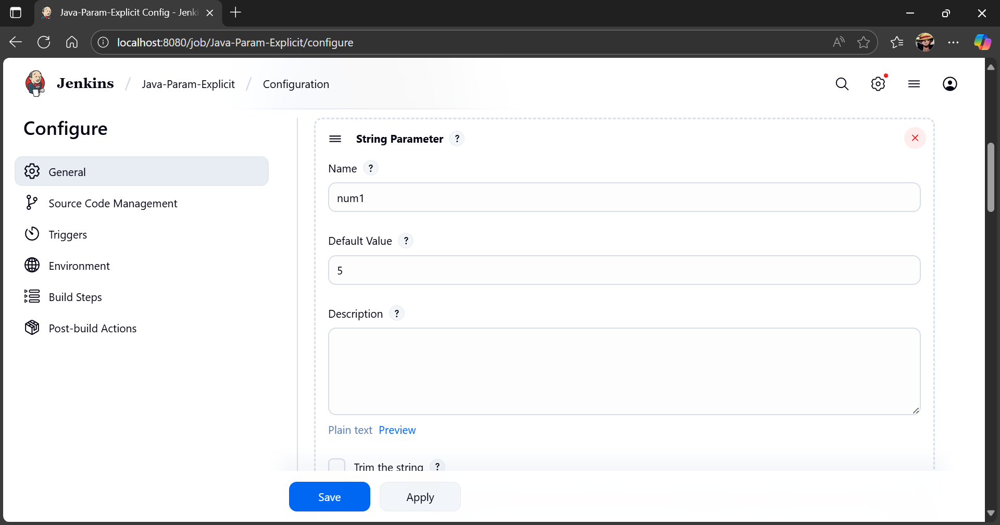 Java-Param-Explicit Config - Jenki
localhost:8080/job/Java-Param-Explicit/configure
Jenkins / Java-Param-Explicit / Configuration
Configure
General
Source Code Management
Triggers
Environment
Build Steps
Post-build Actions
String Parameter ?
Name ?
num1
Default Value ?
5
Description ?
Plain text Preview
Trim the string ?
Save Apply